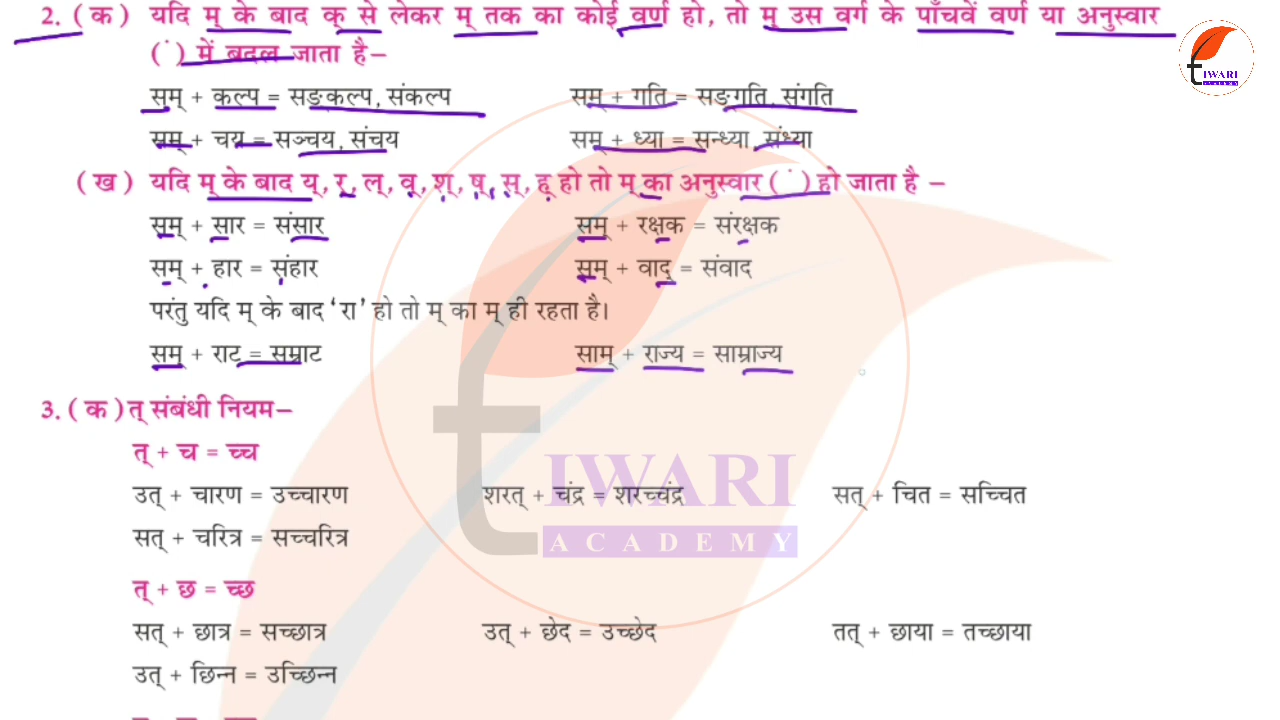 2. (क) यदि म् के बाद क् से लेकर म् तक का कोई वर्ण हो, तो म् उस वर्ग के पाँचवें वर्ण या अनुस्वार
(ं) में बदल जाता है–
सम् + कल्प = सङ्कल्प, संकल्प सम् + गति = सङ्गति, संगति
सम् + चय = सञ्चय, संचय सम् + ध्या = सन्ध्या, संध्या
(ख) यदि म् के बाद य्, र्, ल्, व्, श्, ष्, स्, ह् हो तो म् का अनुस्वार (ं) हो जाता है –
सम् + सार = संसार सम् + रक्षक = संरक्षक
सम् + हार = संहार सम् + वाद = संवाद
परंतु यदि म् के बाद ‘रा’ हो तो म् का म् ही रहता है।
सम् + राट = सम्राट साम् + राज्य = साम्राज्य
3. (क) त् संबंधी नियम–
त् + च = च्च
उत् + चारण = उच्चारण शरत् + चंद्र = शरच्चंद्र सत् + चित = सच्चित
सत् + चरित्र = सच्चरित्र
त् + छ = च्छ
सत् + छात्र = सच्छात्र उत् + छेद = उच्छेद तत् + छाया = तच्छाया
उत् + छिन्न = उच्छिन्न
TIWARI
ACADEMY
TIWARI